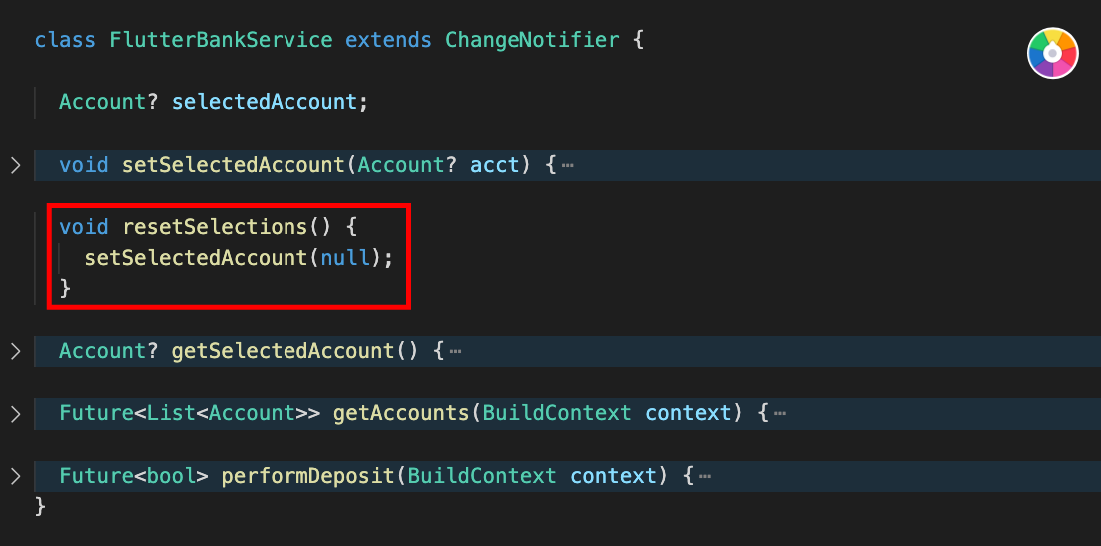 class FlutterBankService extends ChangeNotifier {
Account? selectedAccount;
void setSelectedAccount(Account? acct) {⋯
void resetSelections() {
setSelectedAccount(null);
}
Account? getSelectedAccount() {⋯
Future<List<Account>> getAccounts(BuildContext context) {⋯
Future<bool> performDeposit(BuildContext context) {⋯
}